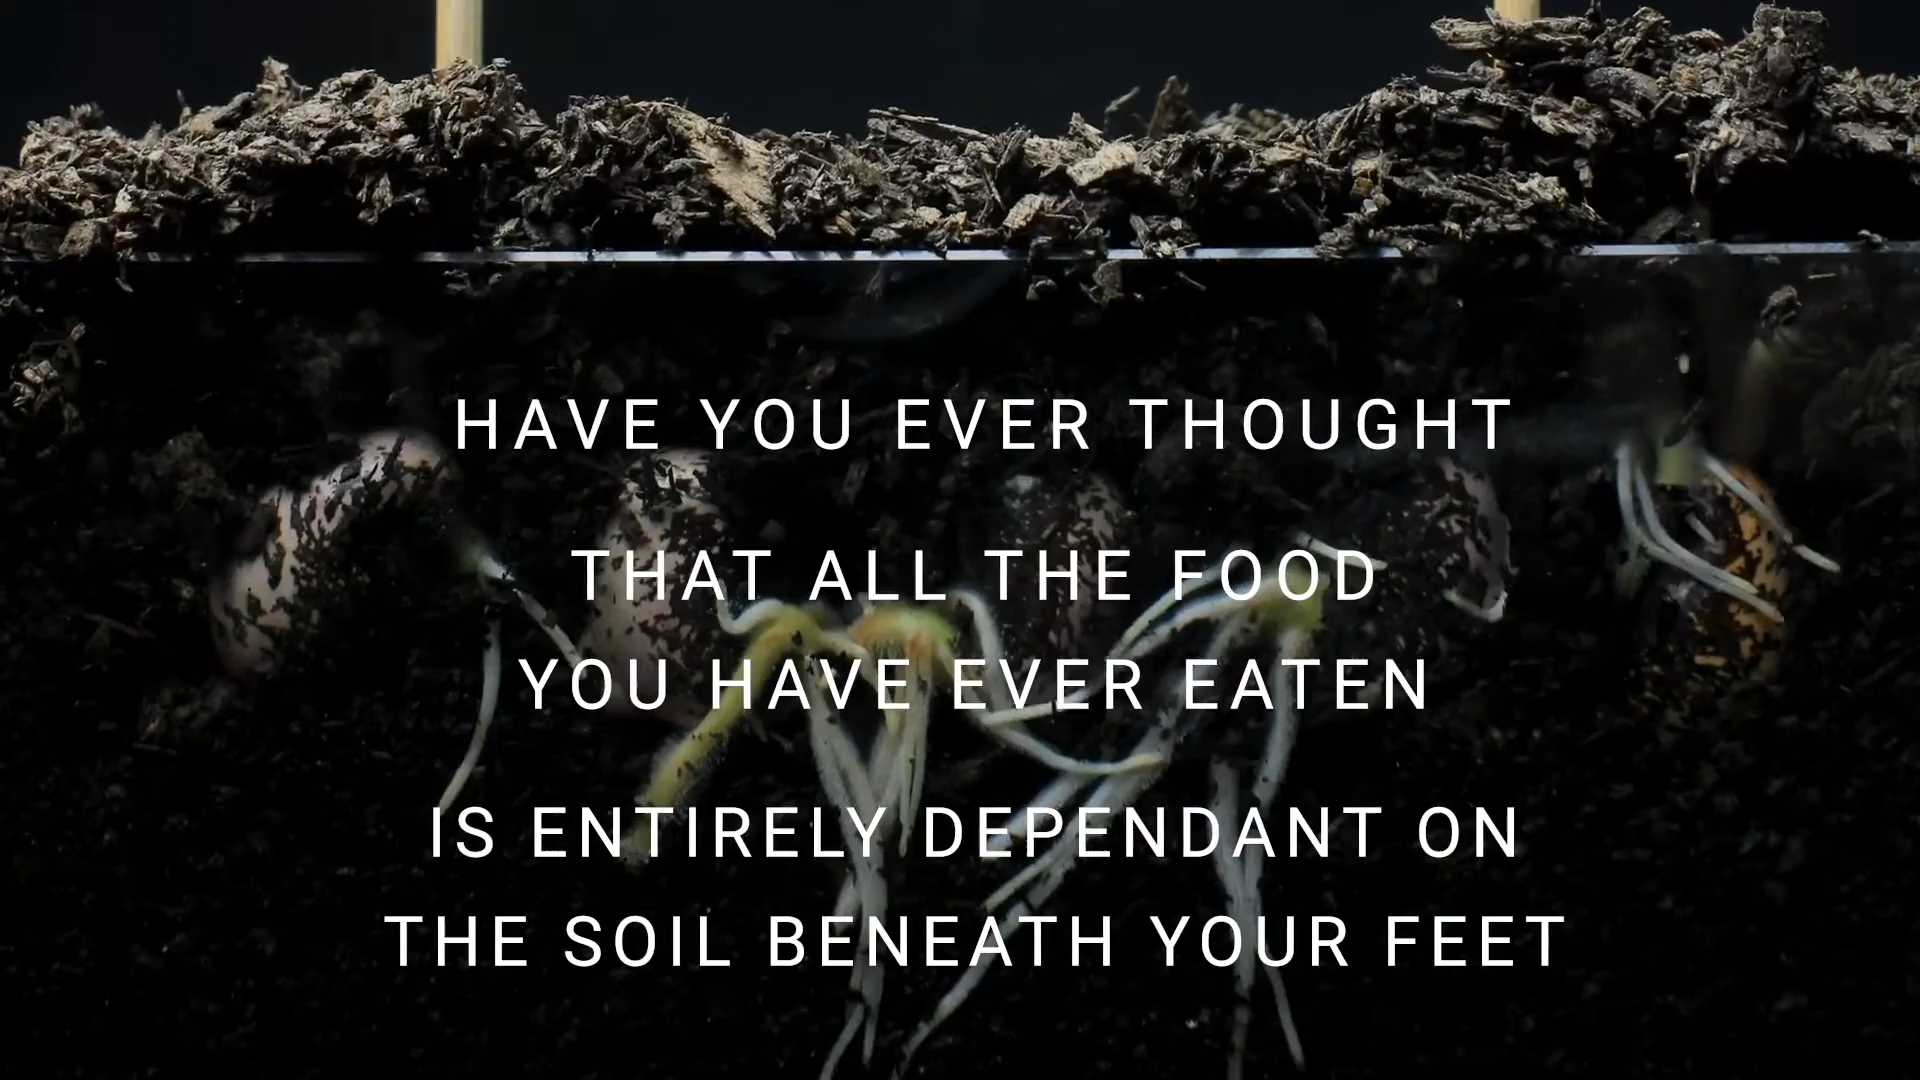 HAVE YOU EVER THOUGHT
THAT ALL THE FOOD
YOU HAVE EVER EATEN
IS ENTIRELY DEPENDANT ON
THE SOIL BENEATH YOUR FEET